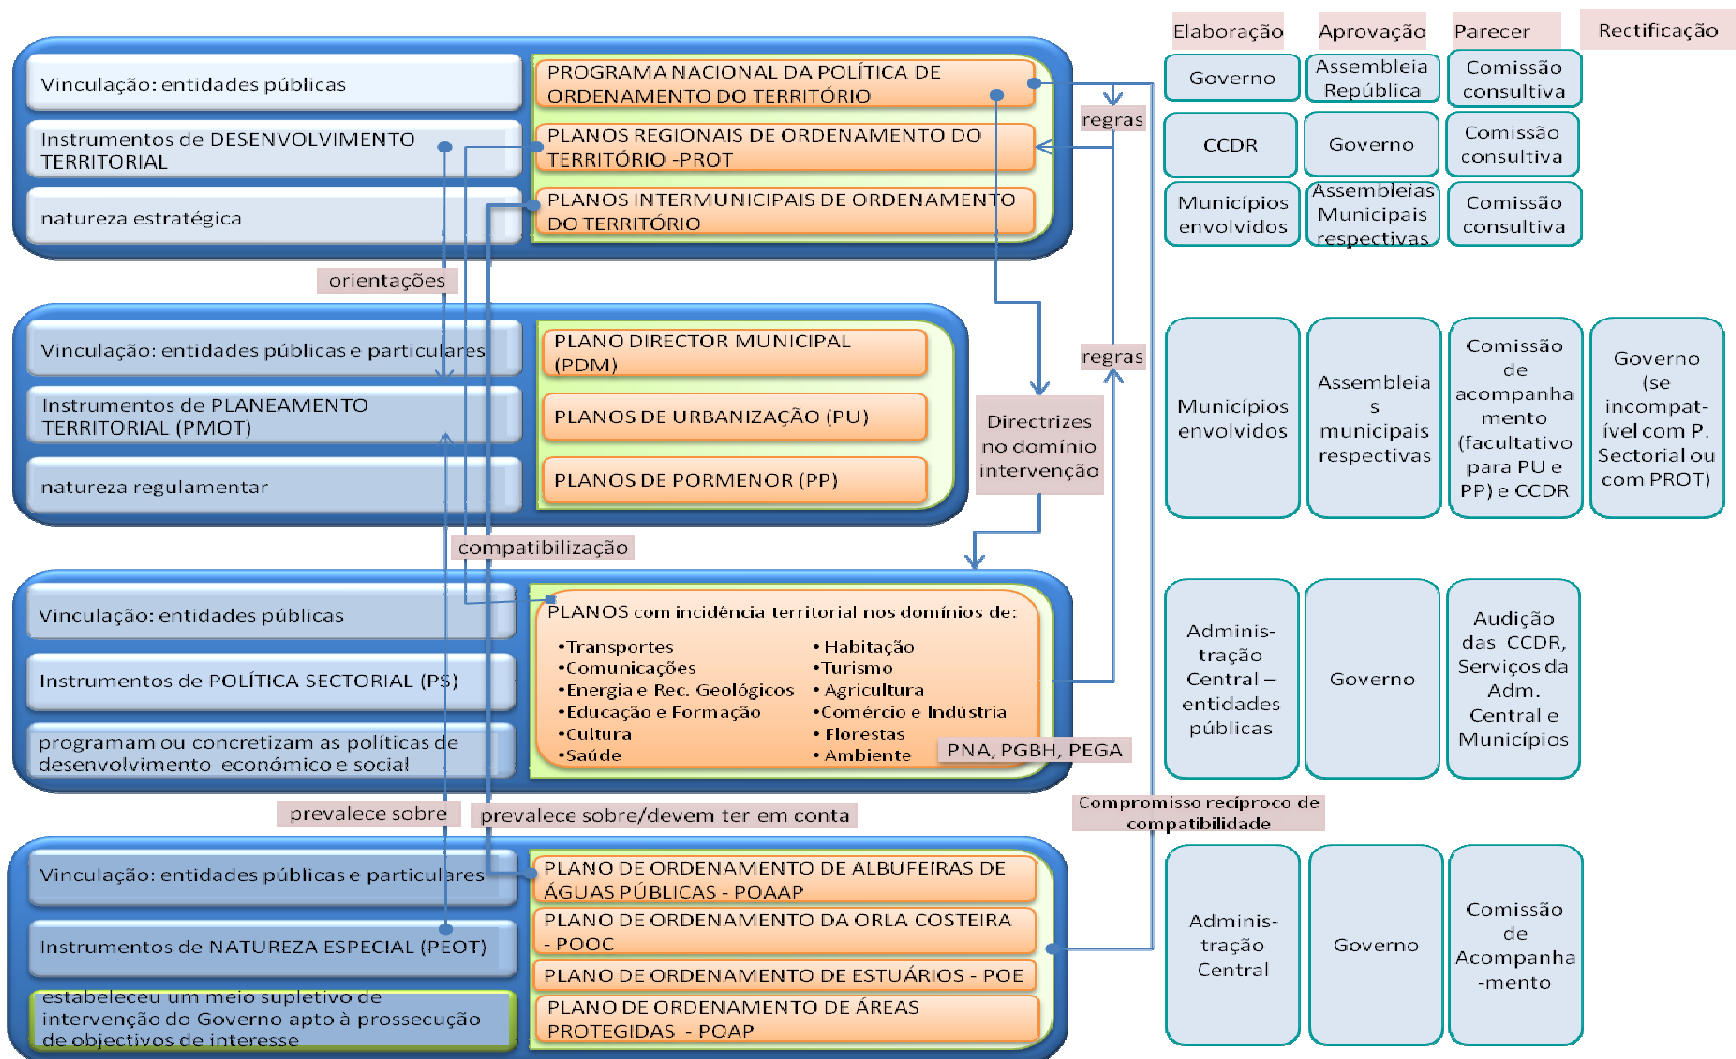 Elaboração
Aprovação
Parecer
Rectificação
Vinculação: entidades públicas
Instrumentos de DESENVOLVIMENTO
TERRITORIAL
natureza estratégica
PROGRAMA NACIONAL DA POLÍTICA DE
ORDENAMENTO DO TERRITÓRIO
PLANOS REGIONAIS DE ORDENAMENTO DO
TERRITÓRIO -PROT
PLANOS INTERMUNICIPAIS DE ORDENAMENTO
DO TERRITÓRIO
regras
Governo
Assembleia
República
Comissão
consultiva
CCDR
Governo
Comissão
consultiva
Municípios
envolvidos
Assembleias
Municipais
respectivas
Comissão
consultiva
orientações
Vinculação: entidades públicas e particulares
Instrumentos de PLANEAMENTO
TERRITORIAL (PMOT)
natureza regulamentar
PLANO DIRECTOR MUNICIPAL
(PDM)
PLANOS DE URBANIZAÇÃO (PU)
PLANOS DE PORMENOR (PP)
Directrizes
no domínio
intervenção
regras
Municípios
envolvidos
Assembleia
s
municipais
respectivas
Comissão
de
acompanha
mento
(facultativo
para PU e
PP) e CCDR
Governo
(se
incompat-
ível com P.
Sectorial ou
com PROT)
compatibilização
Vinculação: entidades públicas
Instrumentos de POLÍTICA SECTORIAL (PS)
programam ou concretizam as políticas de
desenvolvimento económico e social
PLANOS com incidência territorial nos domínios de:
•Transportes
•Comunicações
•Energia e Rec. Geológicos
•Educação e Formação
•Cultura
•Saúde
• Habitação
•Turismo
• Agricultura
•Comércio e Indústria
• Florestas
• Ambiente
PNA, PGBH, PEGA
Adminis-
tração
Central –
entidades
públicas
Governo
Audição
das CCDR,
Serviços da
Adm.
Central e
Municípios
prevalece sobre
prevalece sobre/devem ter em conta
Compromisso recíproco de
compatibilidade
Vinculação: entidades públicas e particulares
Instrumentos de NATUREZA ESPECIAL (PEOT)
estabeleceu um meio supletivo de
intervenção do Governo apto à prossecução
de objectivos de interesse
PLANO DE ORDENAMENTO DE ALBUFEIRAS DE
ÁGUAS PÚBLICAS - POAAP
PLANO DE ORDENAMENTO DA ORLA COSTEIRA
- POOC
PLANO DE ORDENAMENTO DE ESTUÁRIOS - POE
PLANO DE ORDENAMENTO DE ÁREAS
PROTEGIDAS - POAP
Adminis-
tração
Central
Governo
Comissão
de
Acompanha
-mento